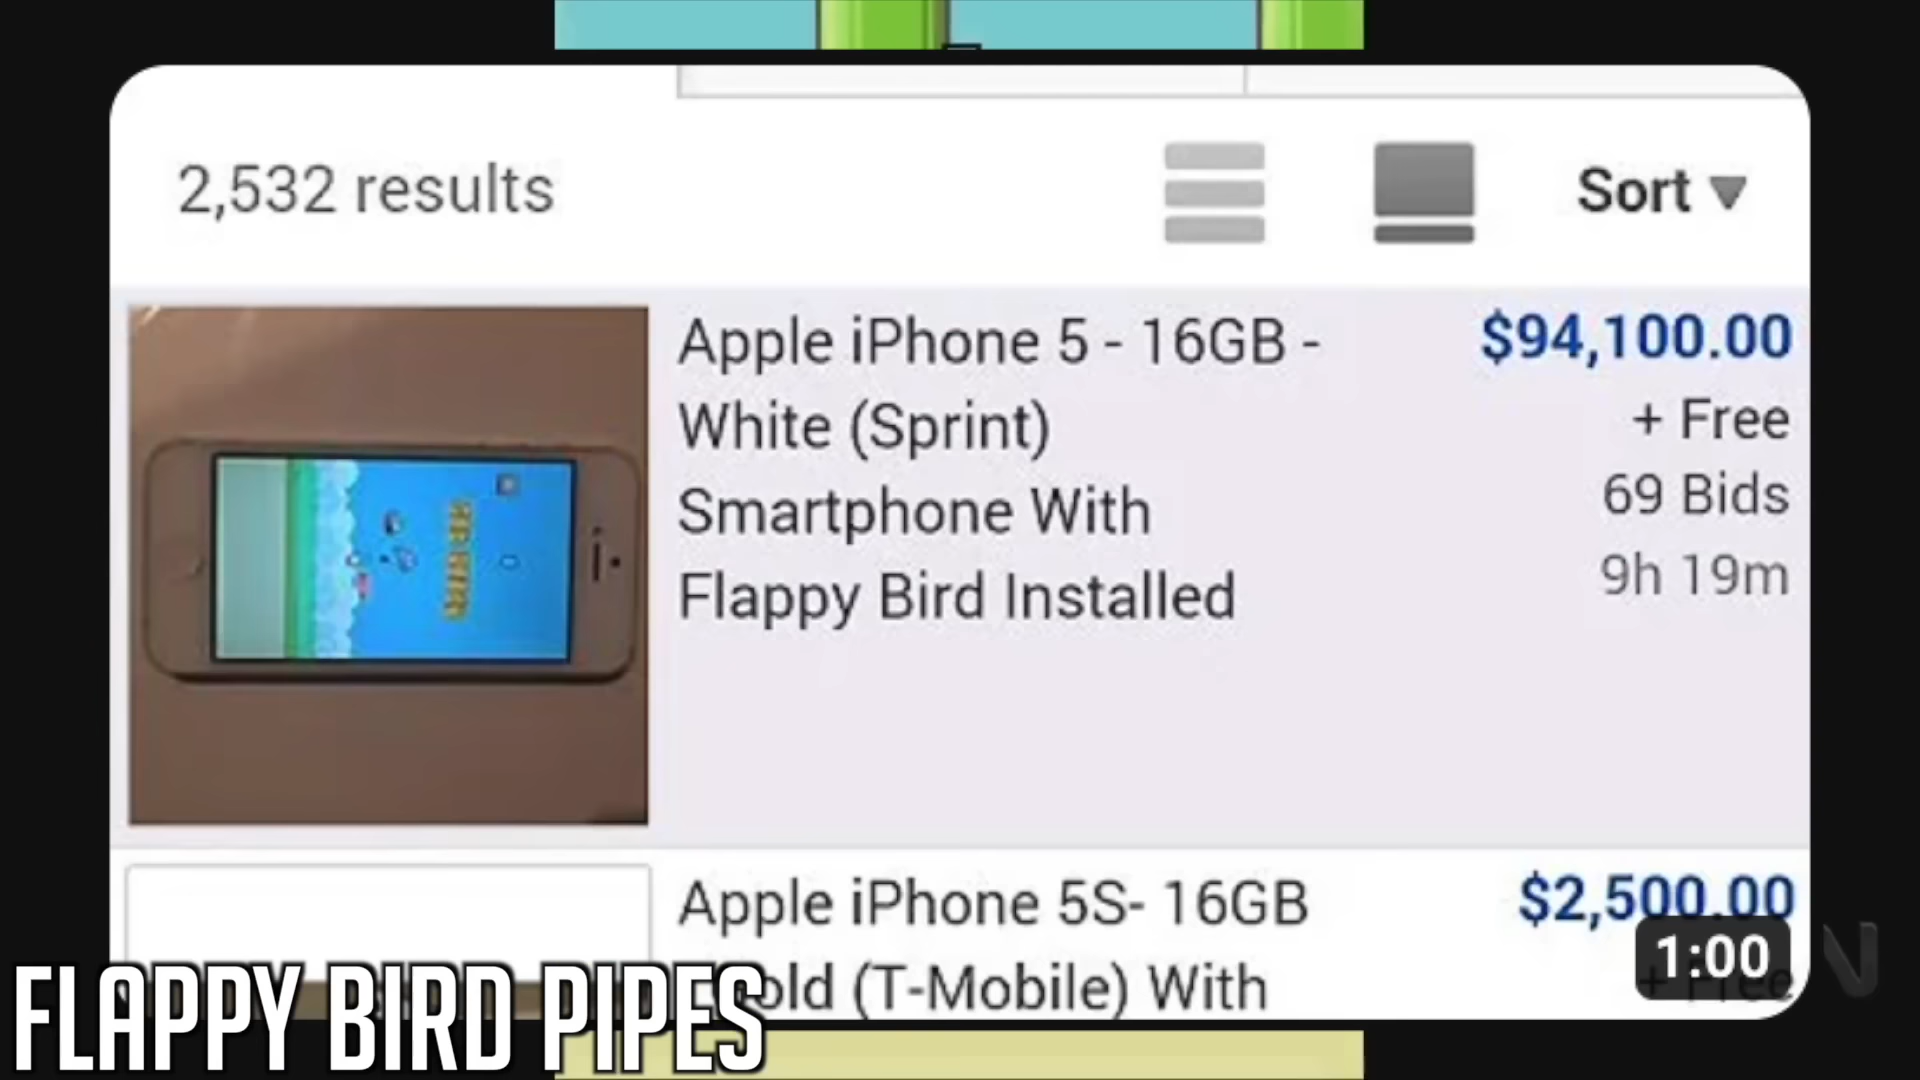 2,532 results
Sort
Apple iPhone 5 - 16GB -
White (Sprint)
Smartphone With
Flappy Bird Installed
$94,100.00
+ Free
69 Bids
9h 19m
Apple iPhone 5S- 16GB
(T-Mobile) With
$2,500.00
+ Free
1:00
FLAPPY BIRD PIPES
N